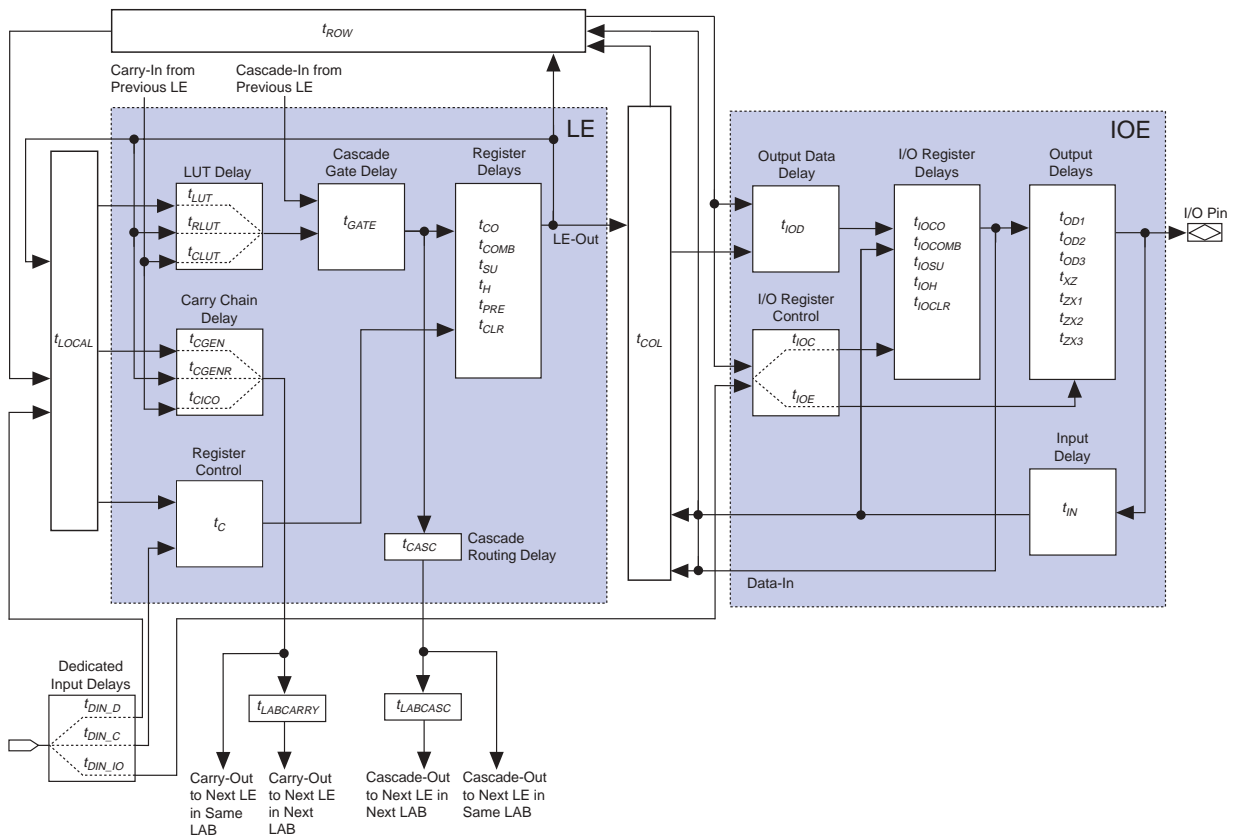 tROW
Carry-In from
Previous LE
Cascade-In from
Previous LE
LE
IOE
LUT Delay
tLUT
tRLUT
tCLUT
Cascade
Gate Delay
tGATE
Register
Delays
tCO
tCOMB
tSU
tH
tPRE
tCLR
LE-Out
Output Data
Delay
tIOD
I/O Register
Delays
tIOCO
tIOCOMB
tIOSU
tIOH
tIOCLR
Output
Delays
tOD1
tOD2
tOD3
tXZ
tZX1
tZX2
tZX3
I/O Pin
tLOCAL
Carry Chain
Delay
tCGEN
tCGENR
tCICO
tCOL
I/O Register
Control
tIOC
tIOE
Register
Control
tC
Input
Delay
tIN
tCASC
Cascade
Routing Delay
Data-In
Dedicated
Input Delays
tDIN_D
tDIN_C
tDIN_IO
tLABCARRY
tLABCASC
Carry-Out
to Next LE
in Same
LAB
Carry-Out
to Next LE
in Next
LAB
Cascade-Out
to Next LE in
Next LAB
Cascade-Out
to Next LE in
Same LAB